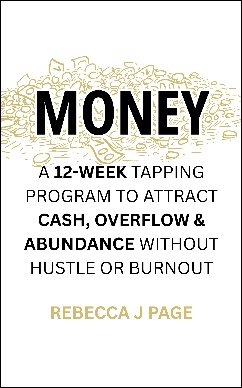 MONEY
A 12-WEEK TAPPING
PROGRAM TO ATTRACT
CASH, OVERFLOW &
ABUNDANCE WITHOUT
HUSTLE OR BURNOUT
REBECCA J PAGE